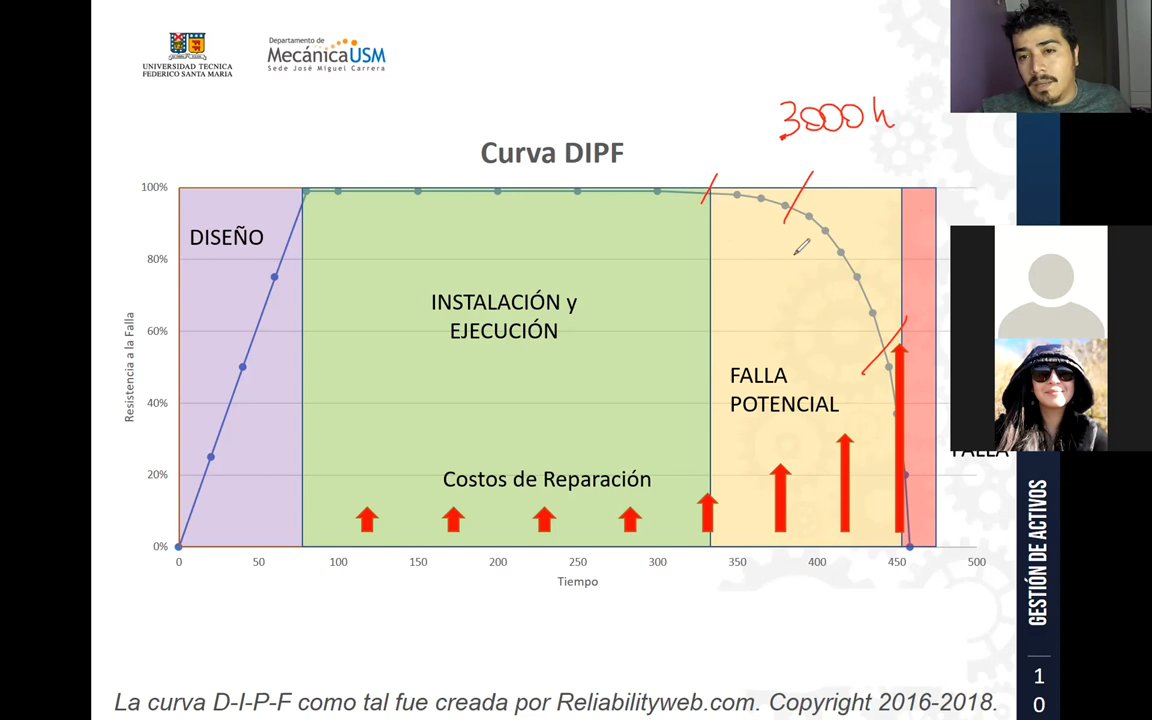 UNIVERSIDAD TECNICA
FEDERICO SANTA MARIA
Departamento de
MecánicaUSM
Sede José Miguel Carrera
3000 h
Curva DIPF
100%
80%
60%
40%
20%
0%
Resistencia a la Falla
DISEÑO
INSTALACIÓN y
EJECUCIÓN
FALLA
POTENCIAL
Costos de Reparación
FALLA
0 50 100 150 200 250 300 350 400 450 500
Tiempo
GESTIÓN DE ACTIVOS
1
0
La curva D-I-P-F como tal fue creada por Reliabilityweb.com. Copyright 2016-2018.